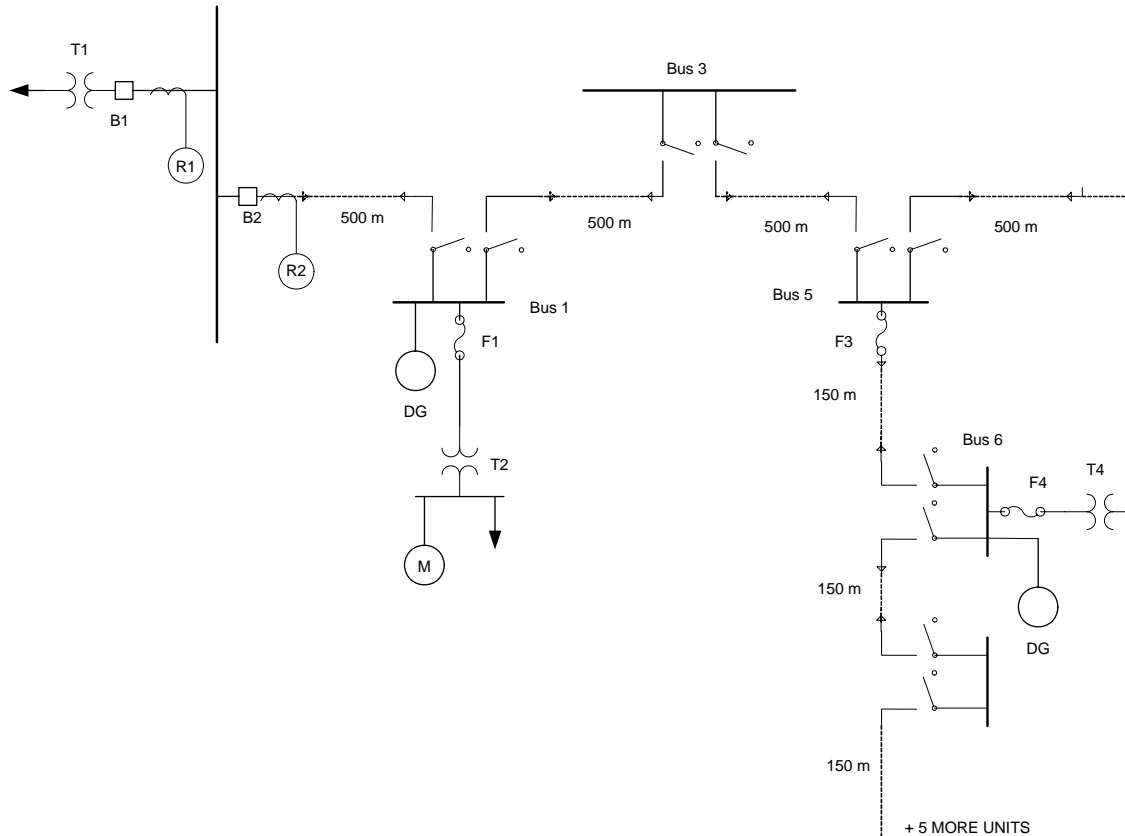 T1
B1
R1
B2
R2
500 m
500 m
Bus 3
500 m
500 m
Bus 1
F1
DG
T2
M
Bus 5
F3
150 m
Bus 6
F4
T4
150 m
DG
150 m
+ 5 MORE UNITS